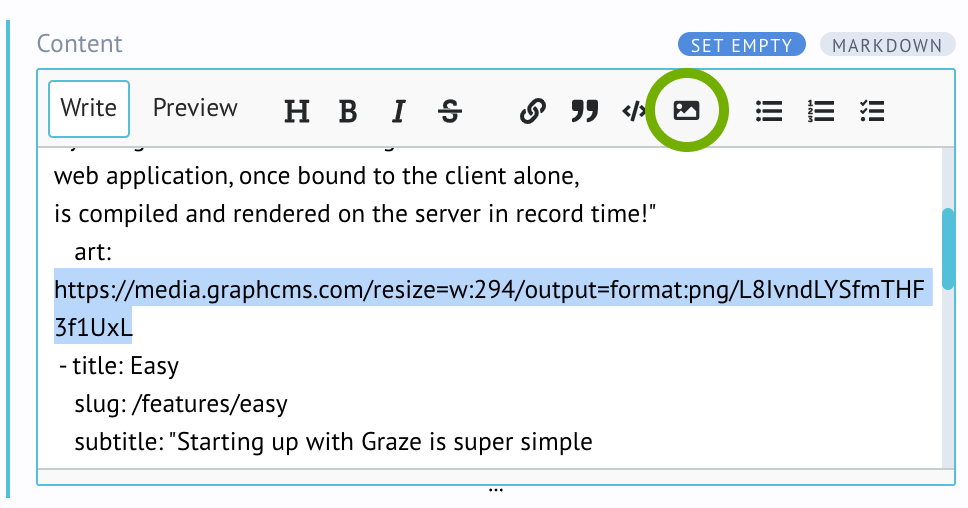 Content
SET EMPTY
MARKDOWN
Write
Preview
H B I S
web application, once bound to the client alone,
is compiled and rendered on the server in record time!"
art:
https://media.graphcms.com/resize=w:294/output=format:png/L8IvndLYSfmTHF
3f1UxL
- title: Easy
slug: /features/easy
subtitle: "Starting up with Graze is super simple
...